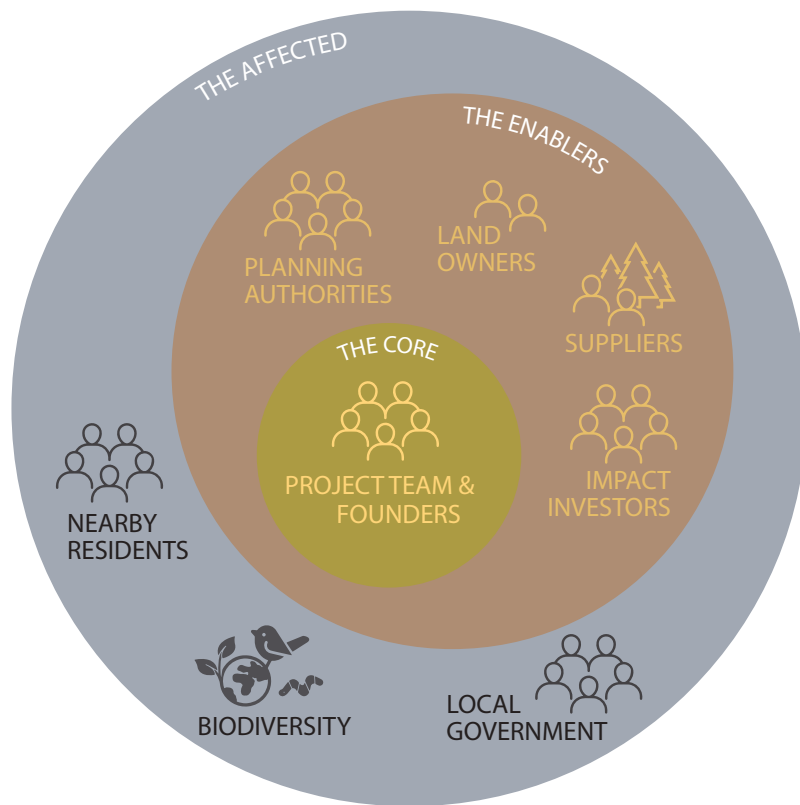 THE AFFECTED
THE ENABLERS
PLANNING
AUTHORITIES
LAND
OWNERS
SUPPLIERS
THE CORE
PROJECT TEAM &
FOUNDERS
IMPACT
INVESTORS
NEARBY
RESIDENTS
BIODIVERSITY
LOCAL
GOVERNMENT